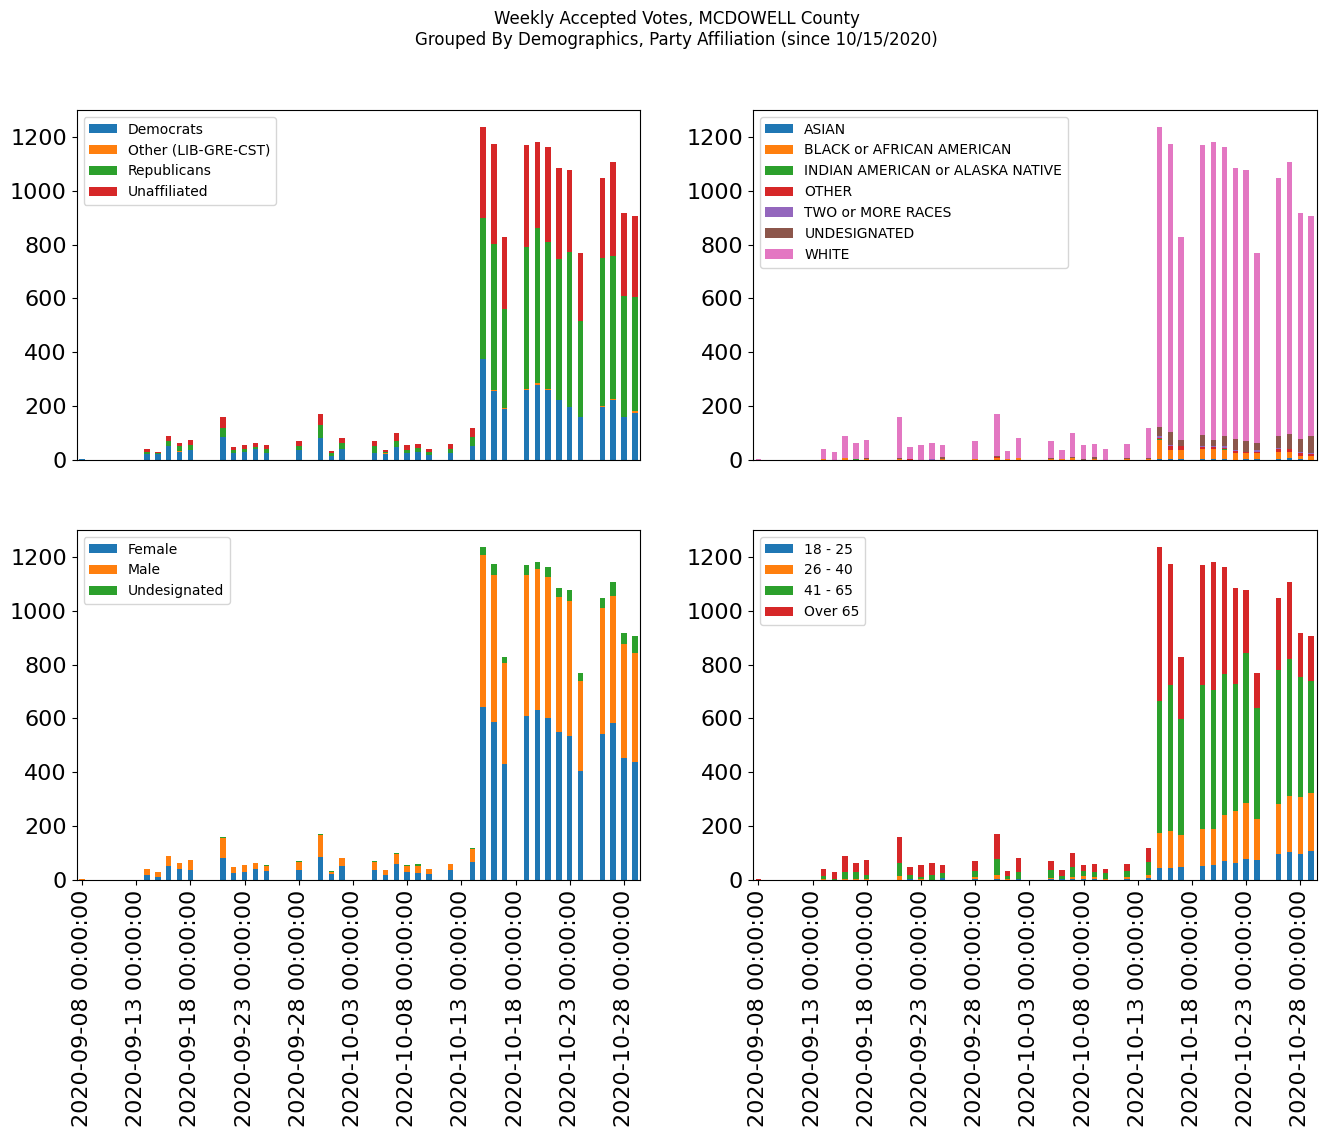 Weekly Accepted Votes, MCDOWELL County
Grouped By Demographics, Party Affiliation (since 10/15/2020)
1200
1000
800
600
400
200
0
Democrats
Other (LIB-GRE-CST)
Republicans
Unaffiliated
1200
1000
800
600
400
200
0
ASIAN
BLACK or AFRICAN AMERICAN
INDIAN AMERICAN or ALASKA NATIVE
OTHER
TWO or MORE RACES
UNDESIGNATED
WHITE
1200
1000
800
600
400
200
0
Female
Male
Undesignated
2020-09-08 00:00:00
2020-09-13 00:00:00
2020-09-18 00:00:00
2020-09-23 00:00:00
2020-09-28 00:00:00
2020-10-03 00:00:00
2020-10-08 00:00:00
2020-10-13 00:00:00
2020-10-18 00:00:00
2020-10-23 00:00:00
2020-10-28 00:00:00
1200
1000
800
600
400
200
0
18 - 25
26 - 40
41 - 65
Over 65
2020-09-08 00:00:00
2020-09-13 00:00:00
2020-09-18 00:00:00
2020-09-23 00:00:00
2020-09-28 00:00:00
2020-10-03 00:00:00
2020-10-08 00:00:00
2020-10-13 00:00:00
2020-10-18 00:00:00
2020-10-23 00:00:00
2020-10-28 00:00:00